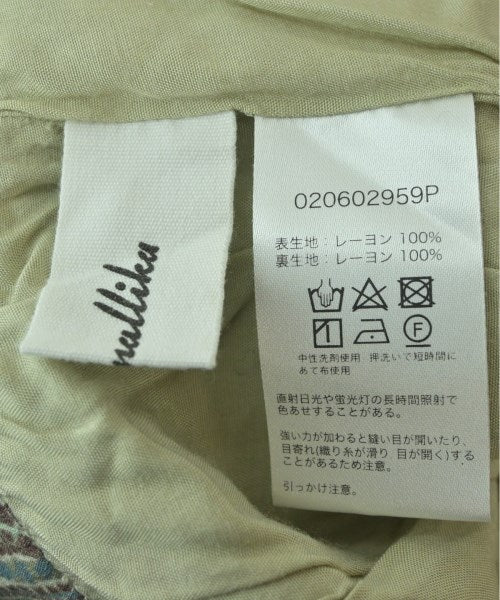 mallika
020602959P
表生地：レーヨン 100%
裏生地：レーヨン 100%
中性洗剤使用 押洗いで短時間に
あて布使用
直射日光や蛍光灯の長時間照射で
色あせすることがある。
強い力が加わると縫い目が開いたり、
目寄れ(織り糸が滑り 目が開く)する
ことがあるため注意。
引っかけ注意。